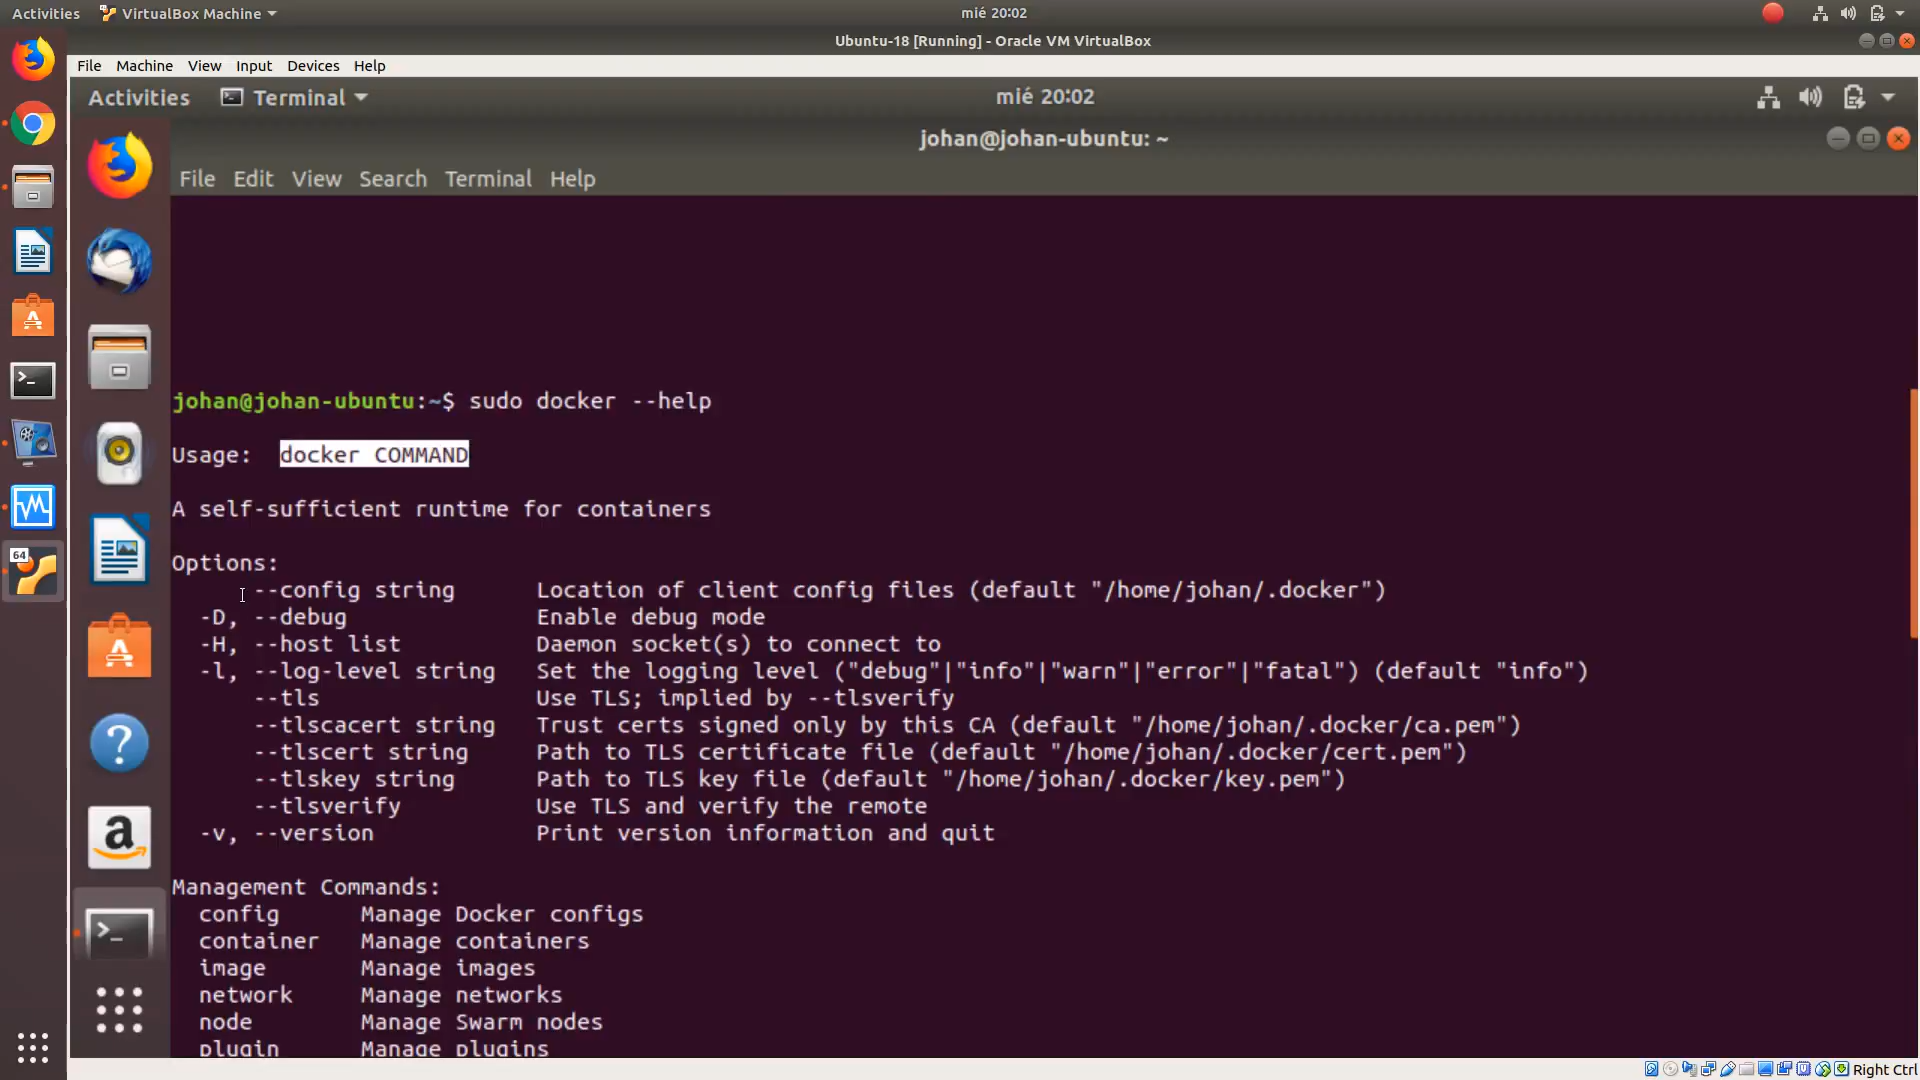 Activities VirtualBox Machine mié 20:02
Ubuntu-18 [Running] - Oracle VM VirtualBox
File Machine View Input Devices Help
Activities Terminal mié 20:02
johan@johan-ubuntu: ~
File Edit View Search Terminal Help
johan@johan-ubuntu:~$ sudo docker --help
Usage: docker COMMAND
A self-sufficient runtime for containers
Options:
--config string Location of client config files (default "/home/johan/.docker")
-D, --debug Enable debug mode
-H, --host list Daemon socket(s) to connect to
-l, --log-level string Set the logging level ("debug"|"info"|"warn"|"error"|"fatal") (default "info")
--tls Use TLS; implied by --tlsverify
--tlscacert string Trust certs signed only by this CA (default "/home/johan/.docker/ca.pem")
--tlscert string Path to TLS certificate file (default "/home/johan/.docker/cert.pem")
--tlskey string Path to TLS key file (default "/home/johan/.docker/key.pem")
--tlsverify Use TLS and verify the remote
-v, --version Print version information and quit
Management Commands:
config Manage Docker configs
container Manage containers
image Manage images
network Manage networks
node Manage Swarm nodes
plugin Manage plugins
64
a
Right Ctrl